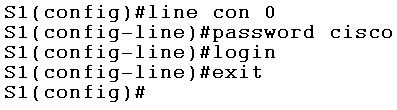 S1(config)#line con 0
S1(config-line)#password cisco
S1(config-line)#login
S1(config-line)#exit
S1(config)#